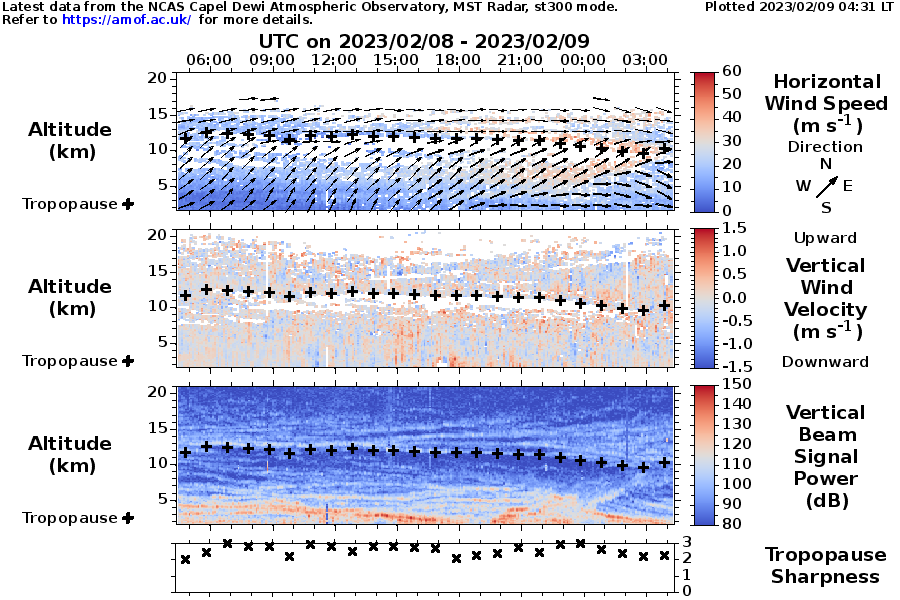 Latest data from the NCAS Capel Dewi Atmospheric Observatory, MST Radar, st300 mode.
Plotted 2023/02/09 04:31 LT
Refer to https://amof.ac.uk/ for more details.
UTC on 2023/02/08 - 2023/02/09
06:00 09:00 12:00 15:00 18:00 21:00 00:00 03:00
Altitude
(km)
Tropopause
20
15
10
5
60
50
40
30
20
10
0
Horizontal
Wind Speed
(m s-1)
Direction
N
W E
S
Altitude
(km)
Tropopause
20
15
10
5
1.5
1.0
0.5
0.0
-0.5
-1.0
-1.5
Upward
Vertical
Wind
Velocity
(m s-1)
Downward
Altitude
(km)
Tropopause
20
15
10
5
150
140
130
120
110
100
90
80
Vertical
Beam
Signal
Power
(dB)
3
2
1
0
Tropopause
Sharpness